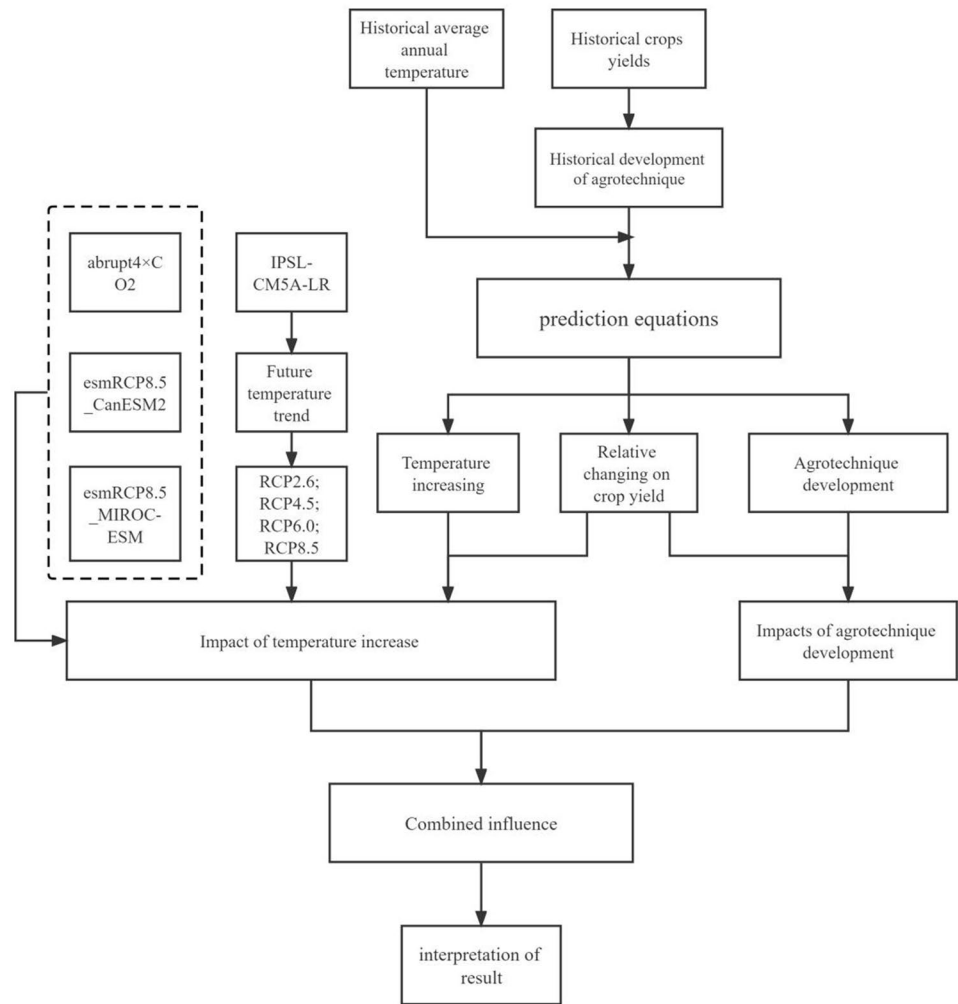 Historical average
annual
temperature
Historical crops
yields
Historical development
of agrotechnique
abrupt4×C
O2
IPSL-
CM5A-LR
prediction equations
esmRCP8.5
_CanESM2
Future
temperature
trend
Temperature
increasing
Relative
changing on
crop yield
Agrotechnique
development
esmRCP8.5
_MIROC-
ESM
RCP2.6;
RCP4.5;
RCP6.0;
RCP8.5
Impact of temperature increase
Impacts of agrotechnique
development
Combined influence
interpretation of
result